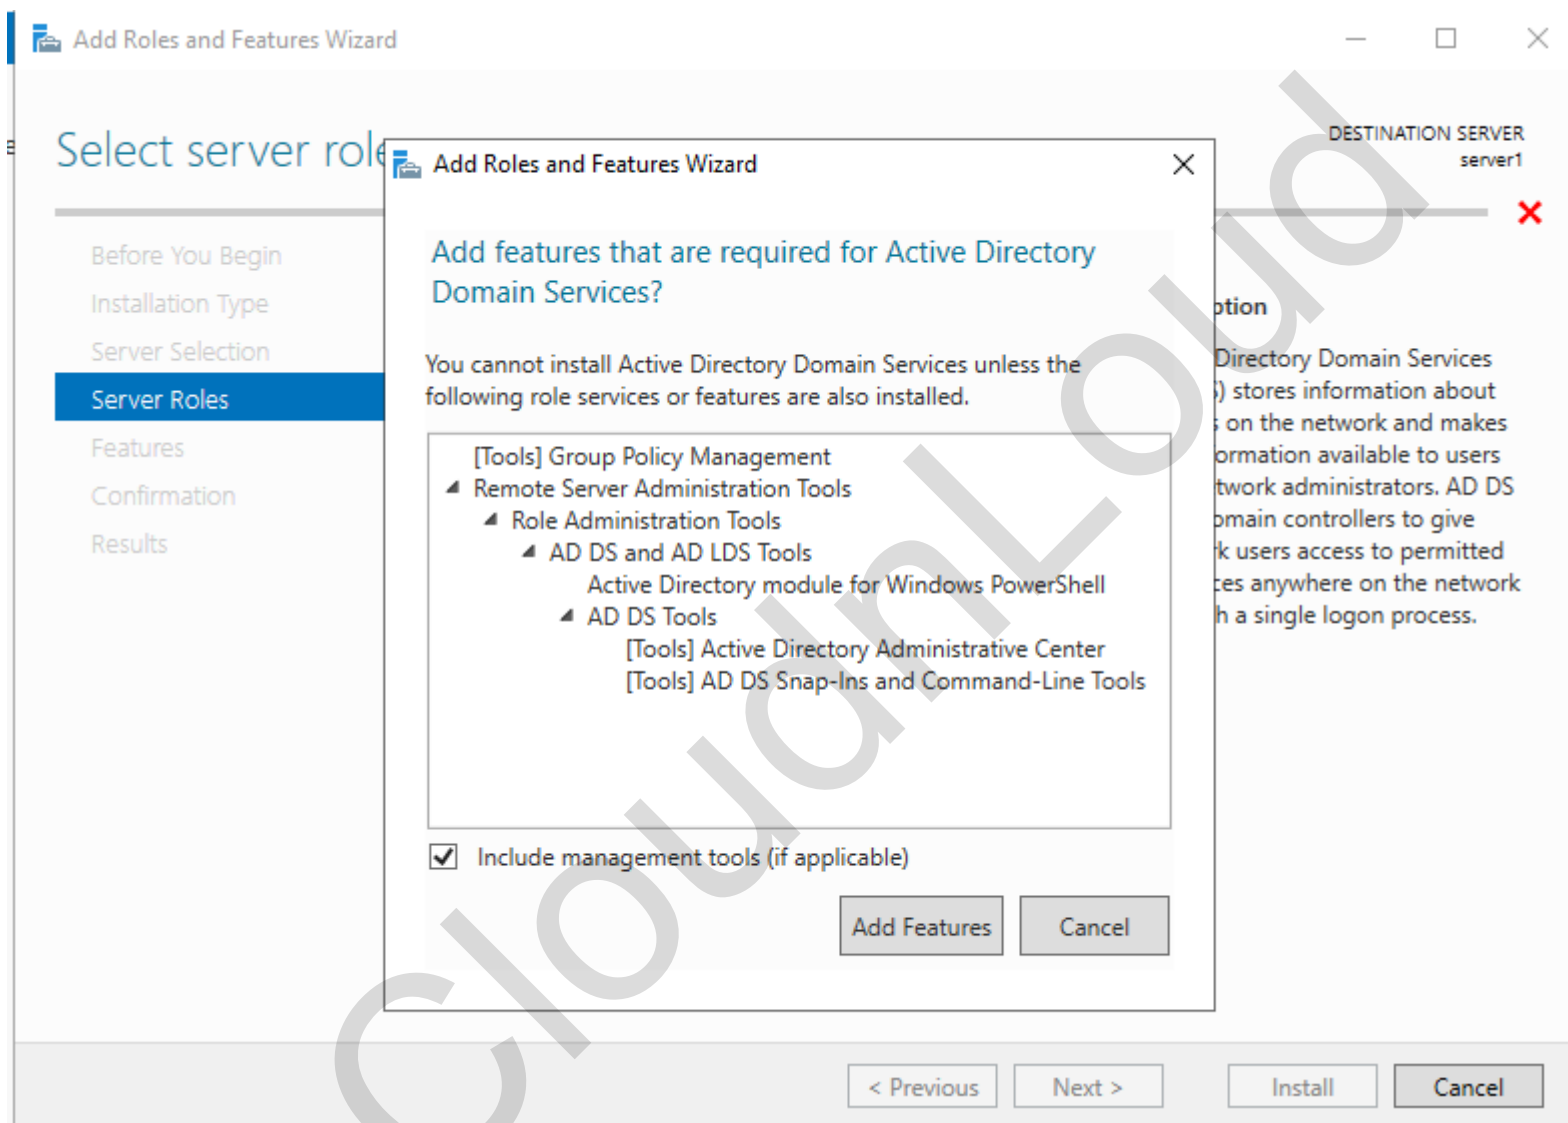 Add Roles and Features Wizard
Select server role
DESTINATION SERVER
server1
Before You Begin
Installation Type
Server Selection
Server Roles
Features
Confirmation
Results
Add Roles and Features Wizard
Add features that are required for Active Directory
Domain Services?
You cannot install Active Directory Domain Services unless the
following role services or features are also installed.
[Tools] Group Policy Management
Remote Server Administration Tools
Role Administration Tools
AD DS and AD LDS Tools
Active Directory module for Windows PowerShell
AD DS Tools
[Tools] Active Directory Administrative Center
[Tools] AD DS Snap-Ins and Command-Line Tools
Include management tools (if applicable)
Add Features
Cancel
ption
Directory Domain Services
S) stores information about
s on the network and makes
ormation available to users
twork administrators. AD DS
omain controllers to give
rk users access to permitted
ces anywhere on the network
h a single logon process.
< Previous
Next >
Install
Cancel
CloudnLoud